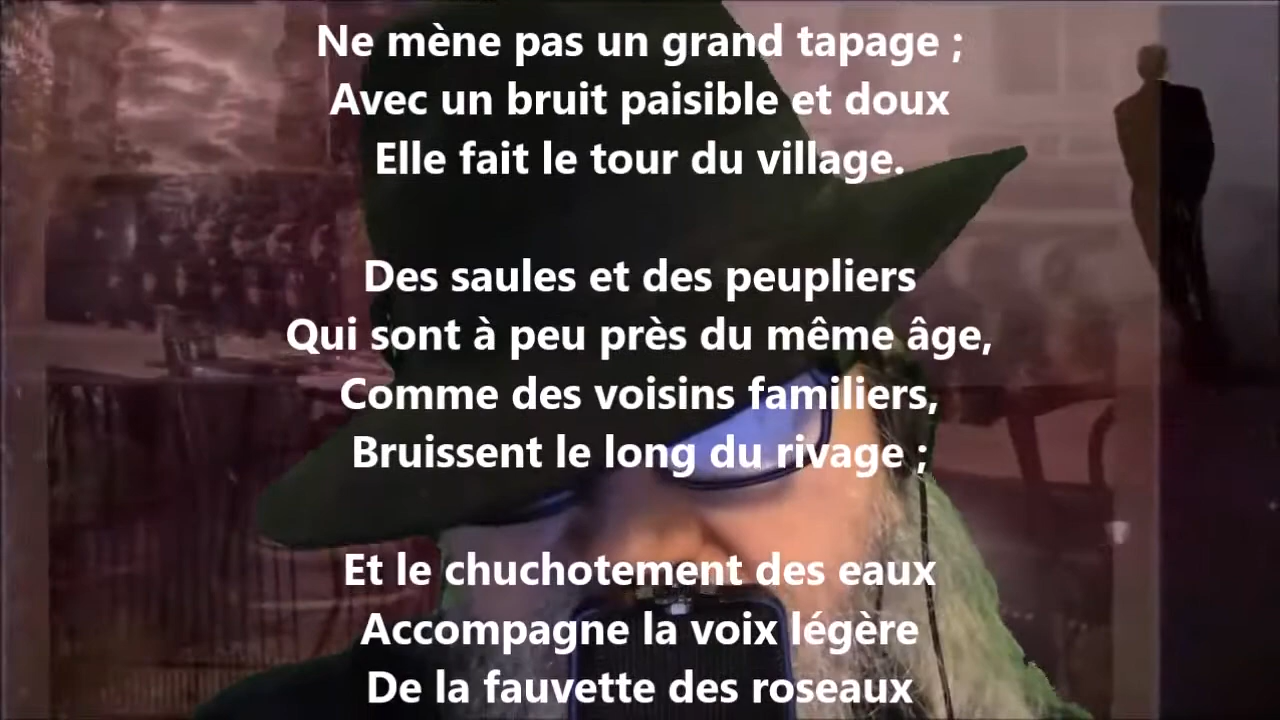 Ne mène pas un grand tapage ;
Avec un bruit paisible et doux
Elle fait le tour du village.
Des saules et des peupliers
Qui sont à peu près du même âge,
Comme des voisins familiers,
Bruissent le long du rivage ;
Et le chuchotement des eaux
Accompagne la voix légère
De la fauvette des roseaux